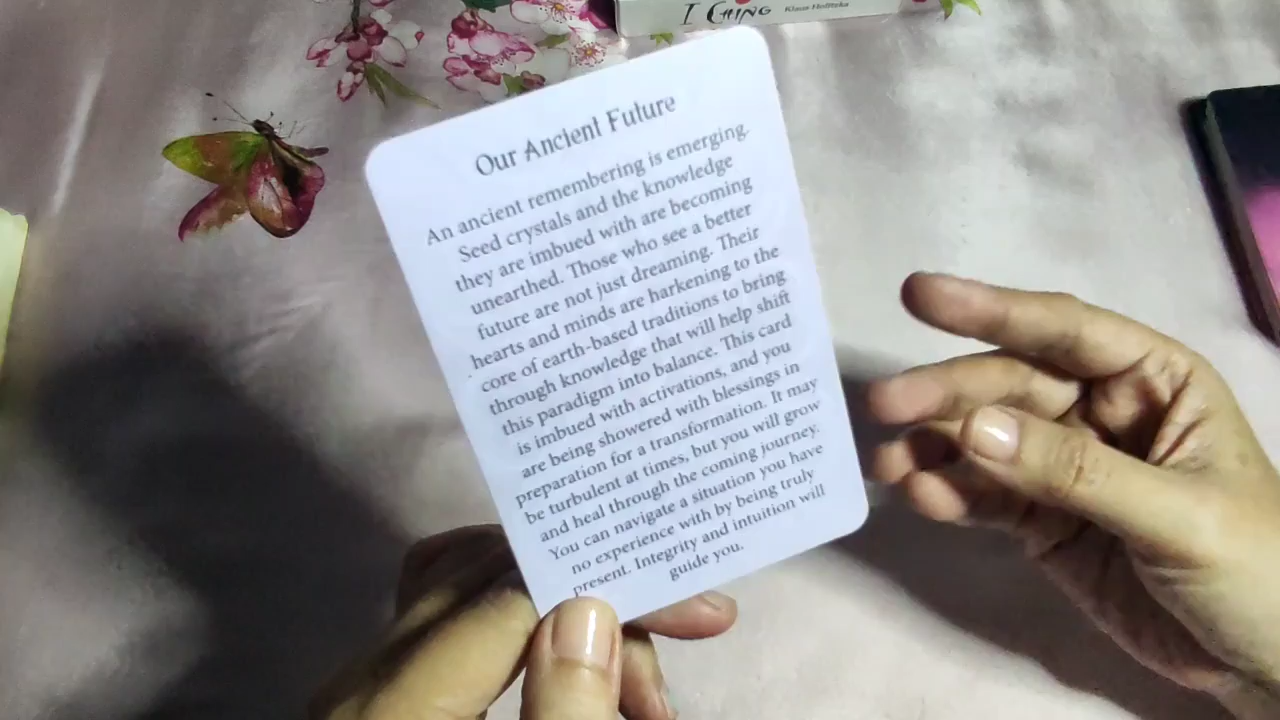 I CHING Klaus Holitzka
Our Ancient Future
An ancient remembering is emerging.
Seed crystals and the knowledge
they are imbued with are becoming
unearthed. Those who see a better
future are not just dreaming. Their
hearts and minds are harkening to the
core of earth-based traditions to bring
through knowledge that will help shift
this paradigm into balance. This card
is imbued with activations, and you
are being showered with blessings in
preparation for a transformation. It may
be turbulent at times, but you will grow
and heal through the coming journey.
You can navigate a situation you have
no experience with by being truly
present. Integrity and intuition will
guide you.